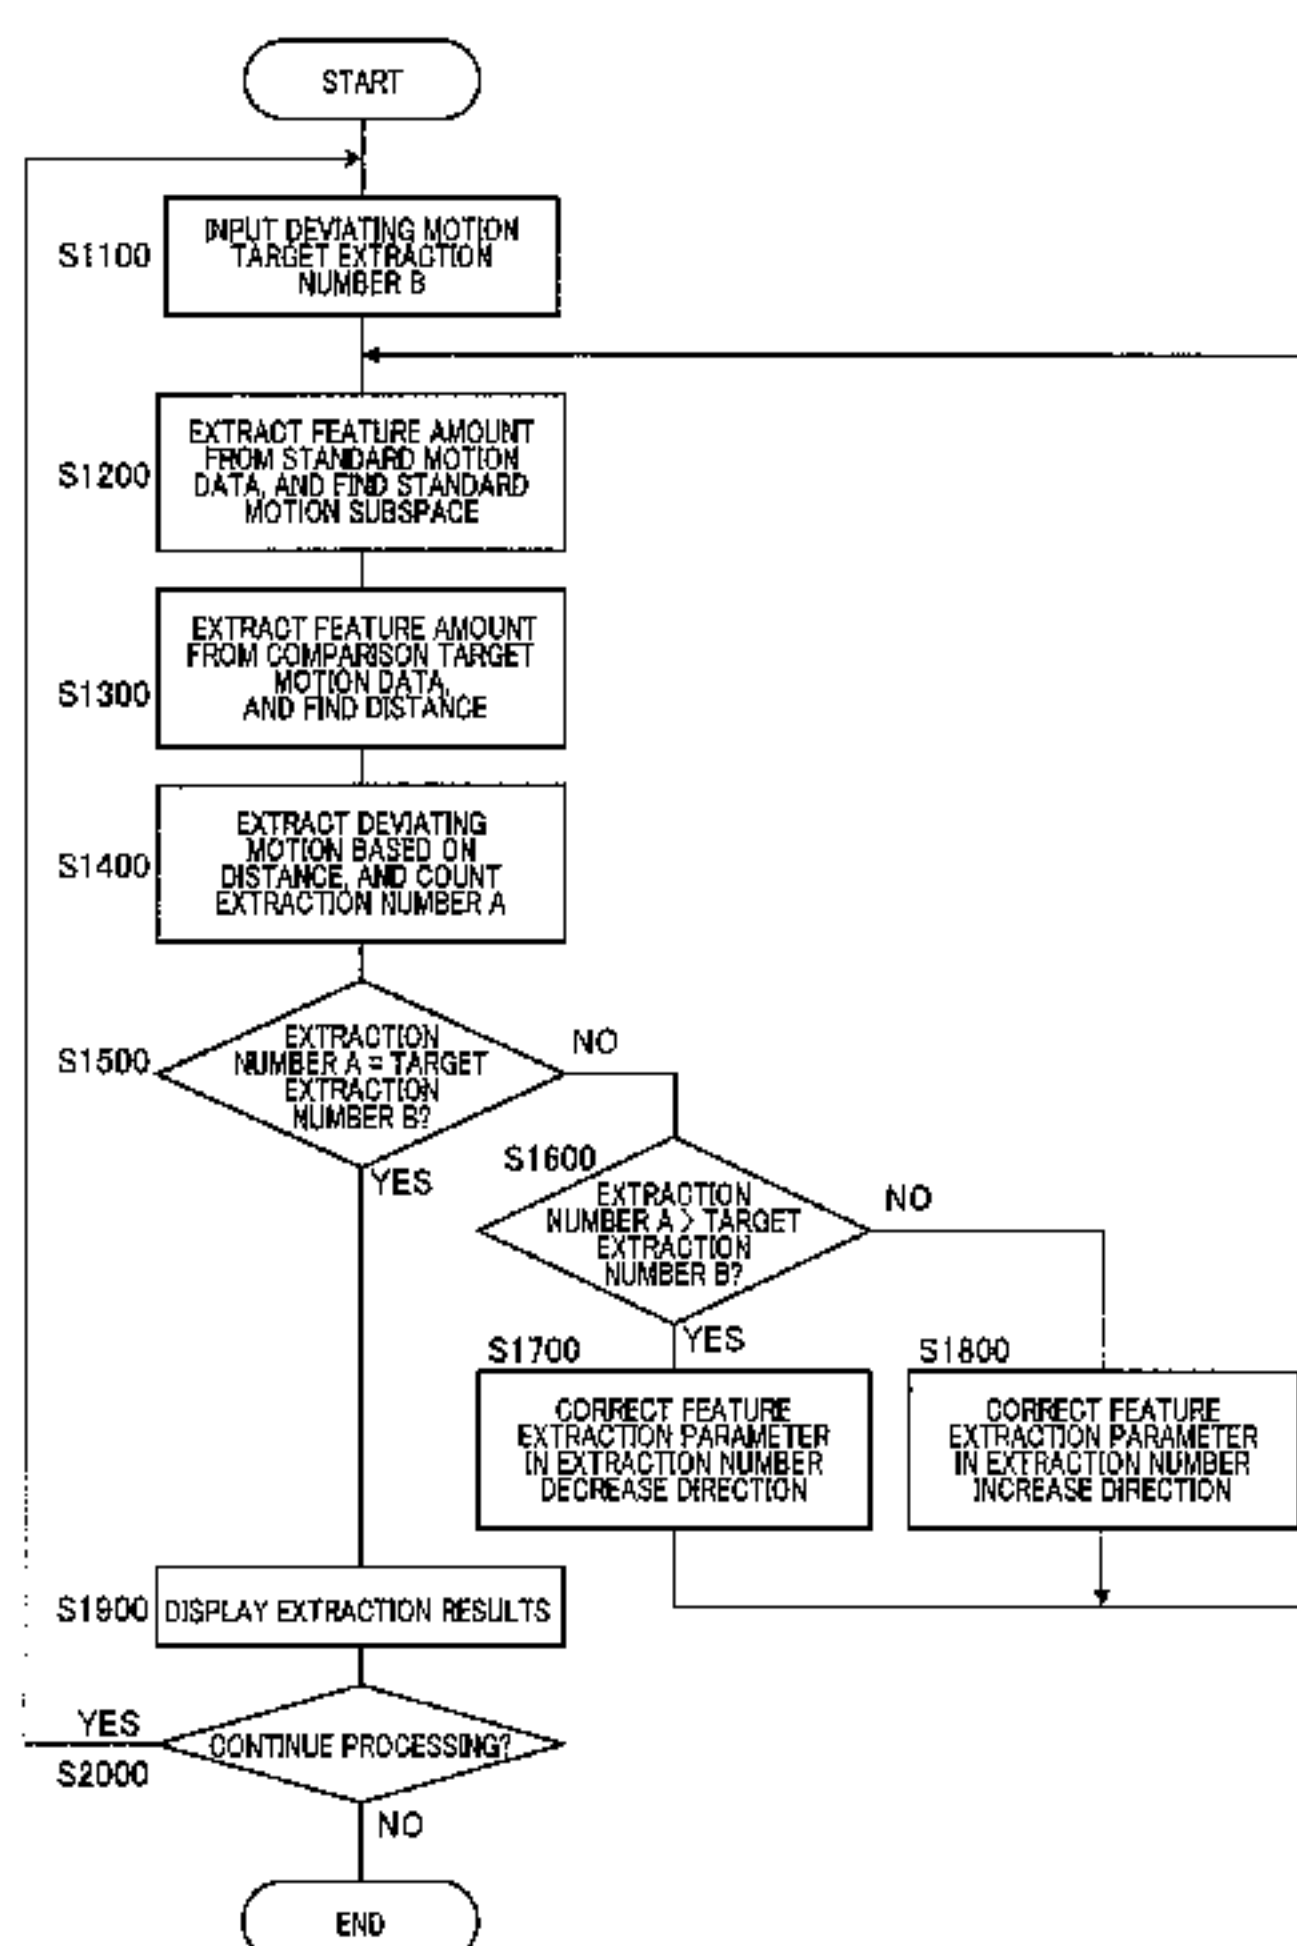 START
S1100
INPUT DEVIATING MOTION
TARGET EXTRACTION
NUMBER B
S1200
EXTRACT FEATURE AMOUNT
FROM STANDARD MOTION
DATA, AND FIND STANDARD
MOTION SUBSPACE
S1300
EXTRACT FEATURE AMOUNT
FROM COMPARISON TARGET
MOTION DATA,
AND FIND DISTANCE
S1400
EXTRACT DEVIATING
MOTION BASED ON
DISTANCE, AND COUNT
EXTRACTION NUMBER A
S1500
EXTRACTION
NUMBER A = TARGET
EXTRACTION
NUMBER B?
NO
YES
S1600
EXTRACTION
NUMBER A > TARGET
EXTRACTION
NUMBER B?
NO
YES
S1700
CORRECT FEATURE
EXTRACTION PARAMETER
IN EXTRACTION NUMBER
DECREASE DIRECTION
S1800
CORRECT FEATURE
EXTRACTION PARAMETER
IN EXTRACTION NUMBER
INCREASE DIRECTION
S1900
DISPLAY EXTRACTION RESULTS
YES
S2000
CONTINUE PROCESSING?
NO
END